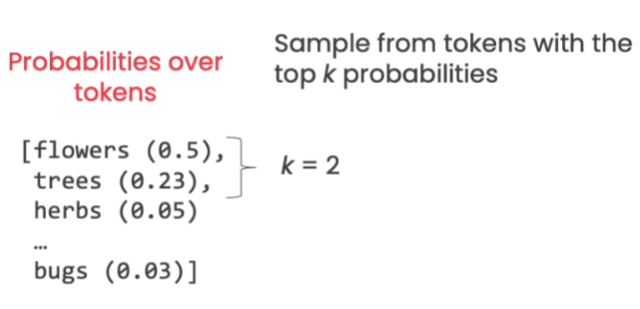 Probabilities over
tokens
Sample from tokens with the
top k probabilities
[flowers (0.5),
trees (0.23),
herbs (0.05)
...
bugs (0.03)]
k = 2